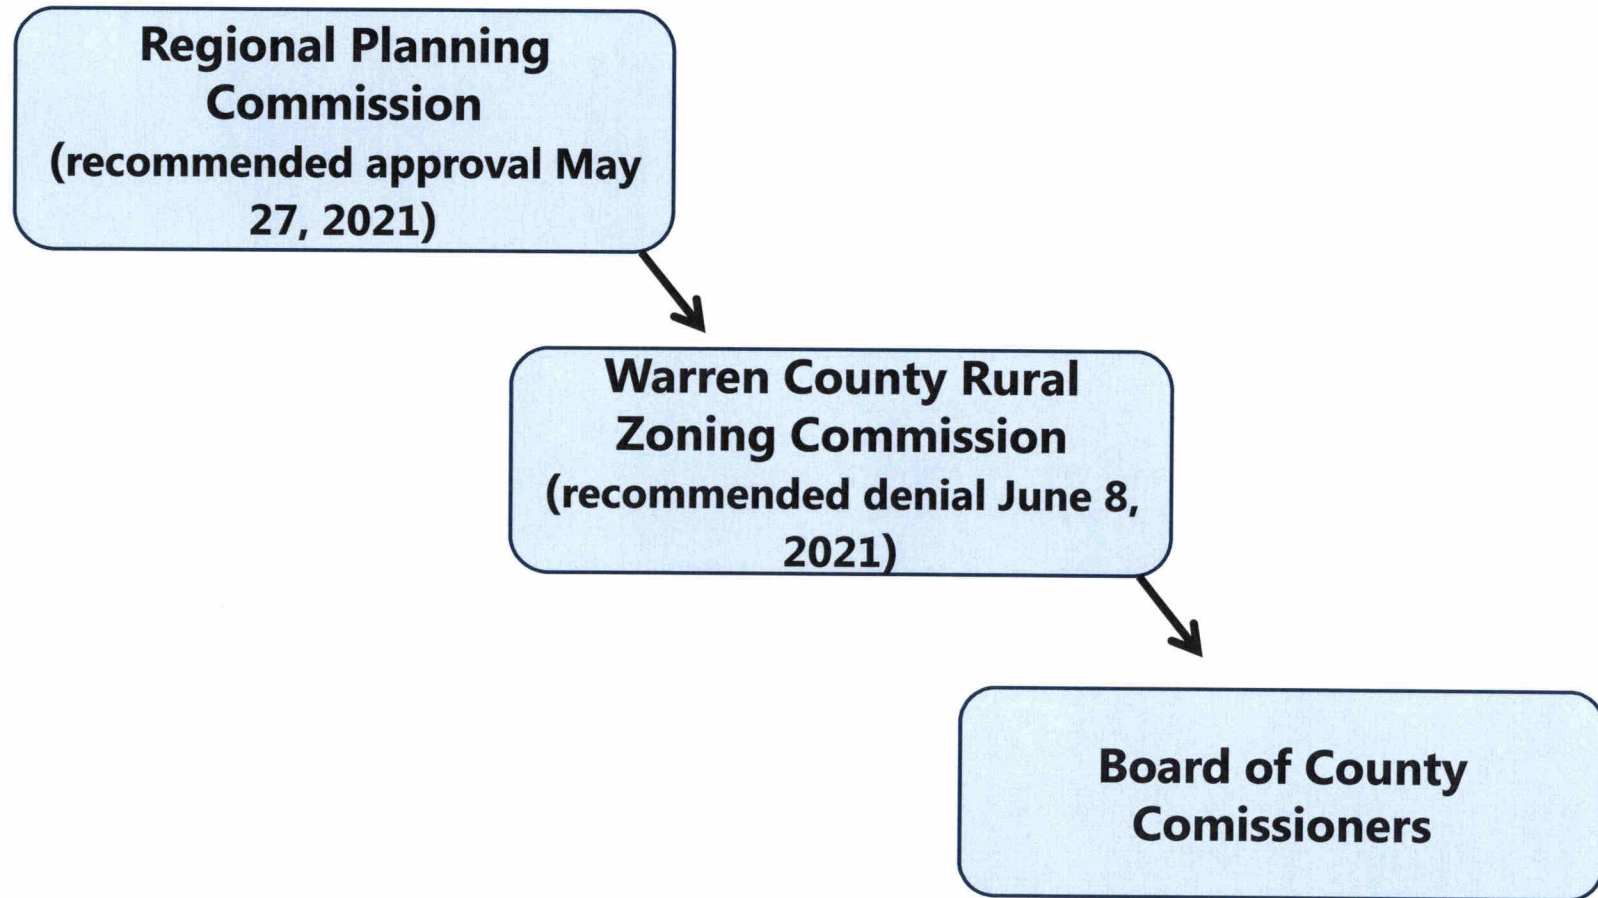 Regional Planning
Commission
(recommended approval May
27, 2021)
Warren County Rural
Zoning Commission
(recommended denial June 8,
2021)
Board of County
Comissioners